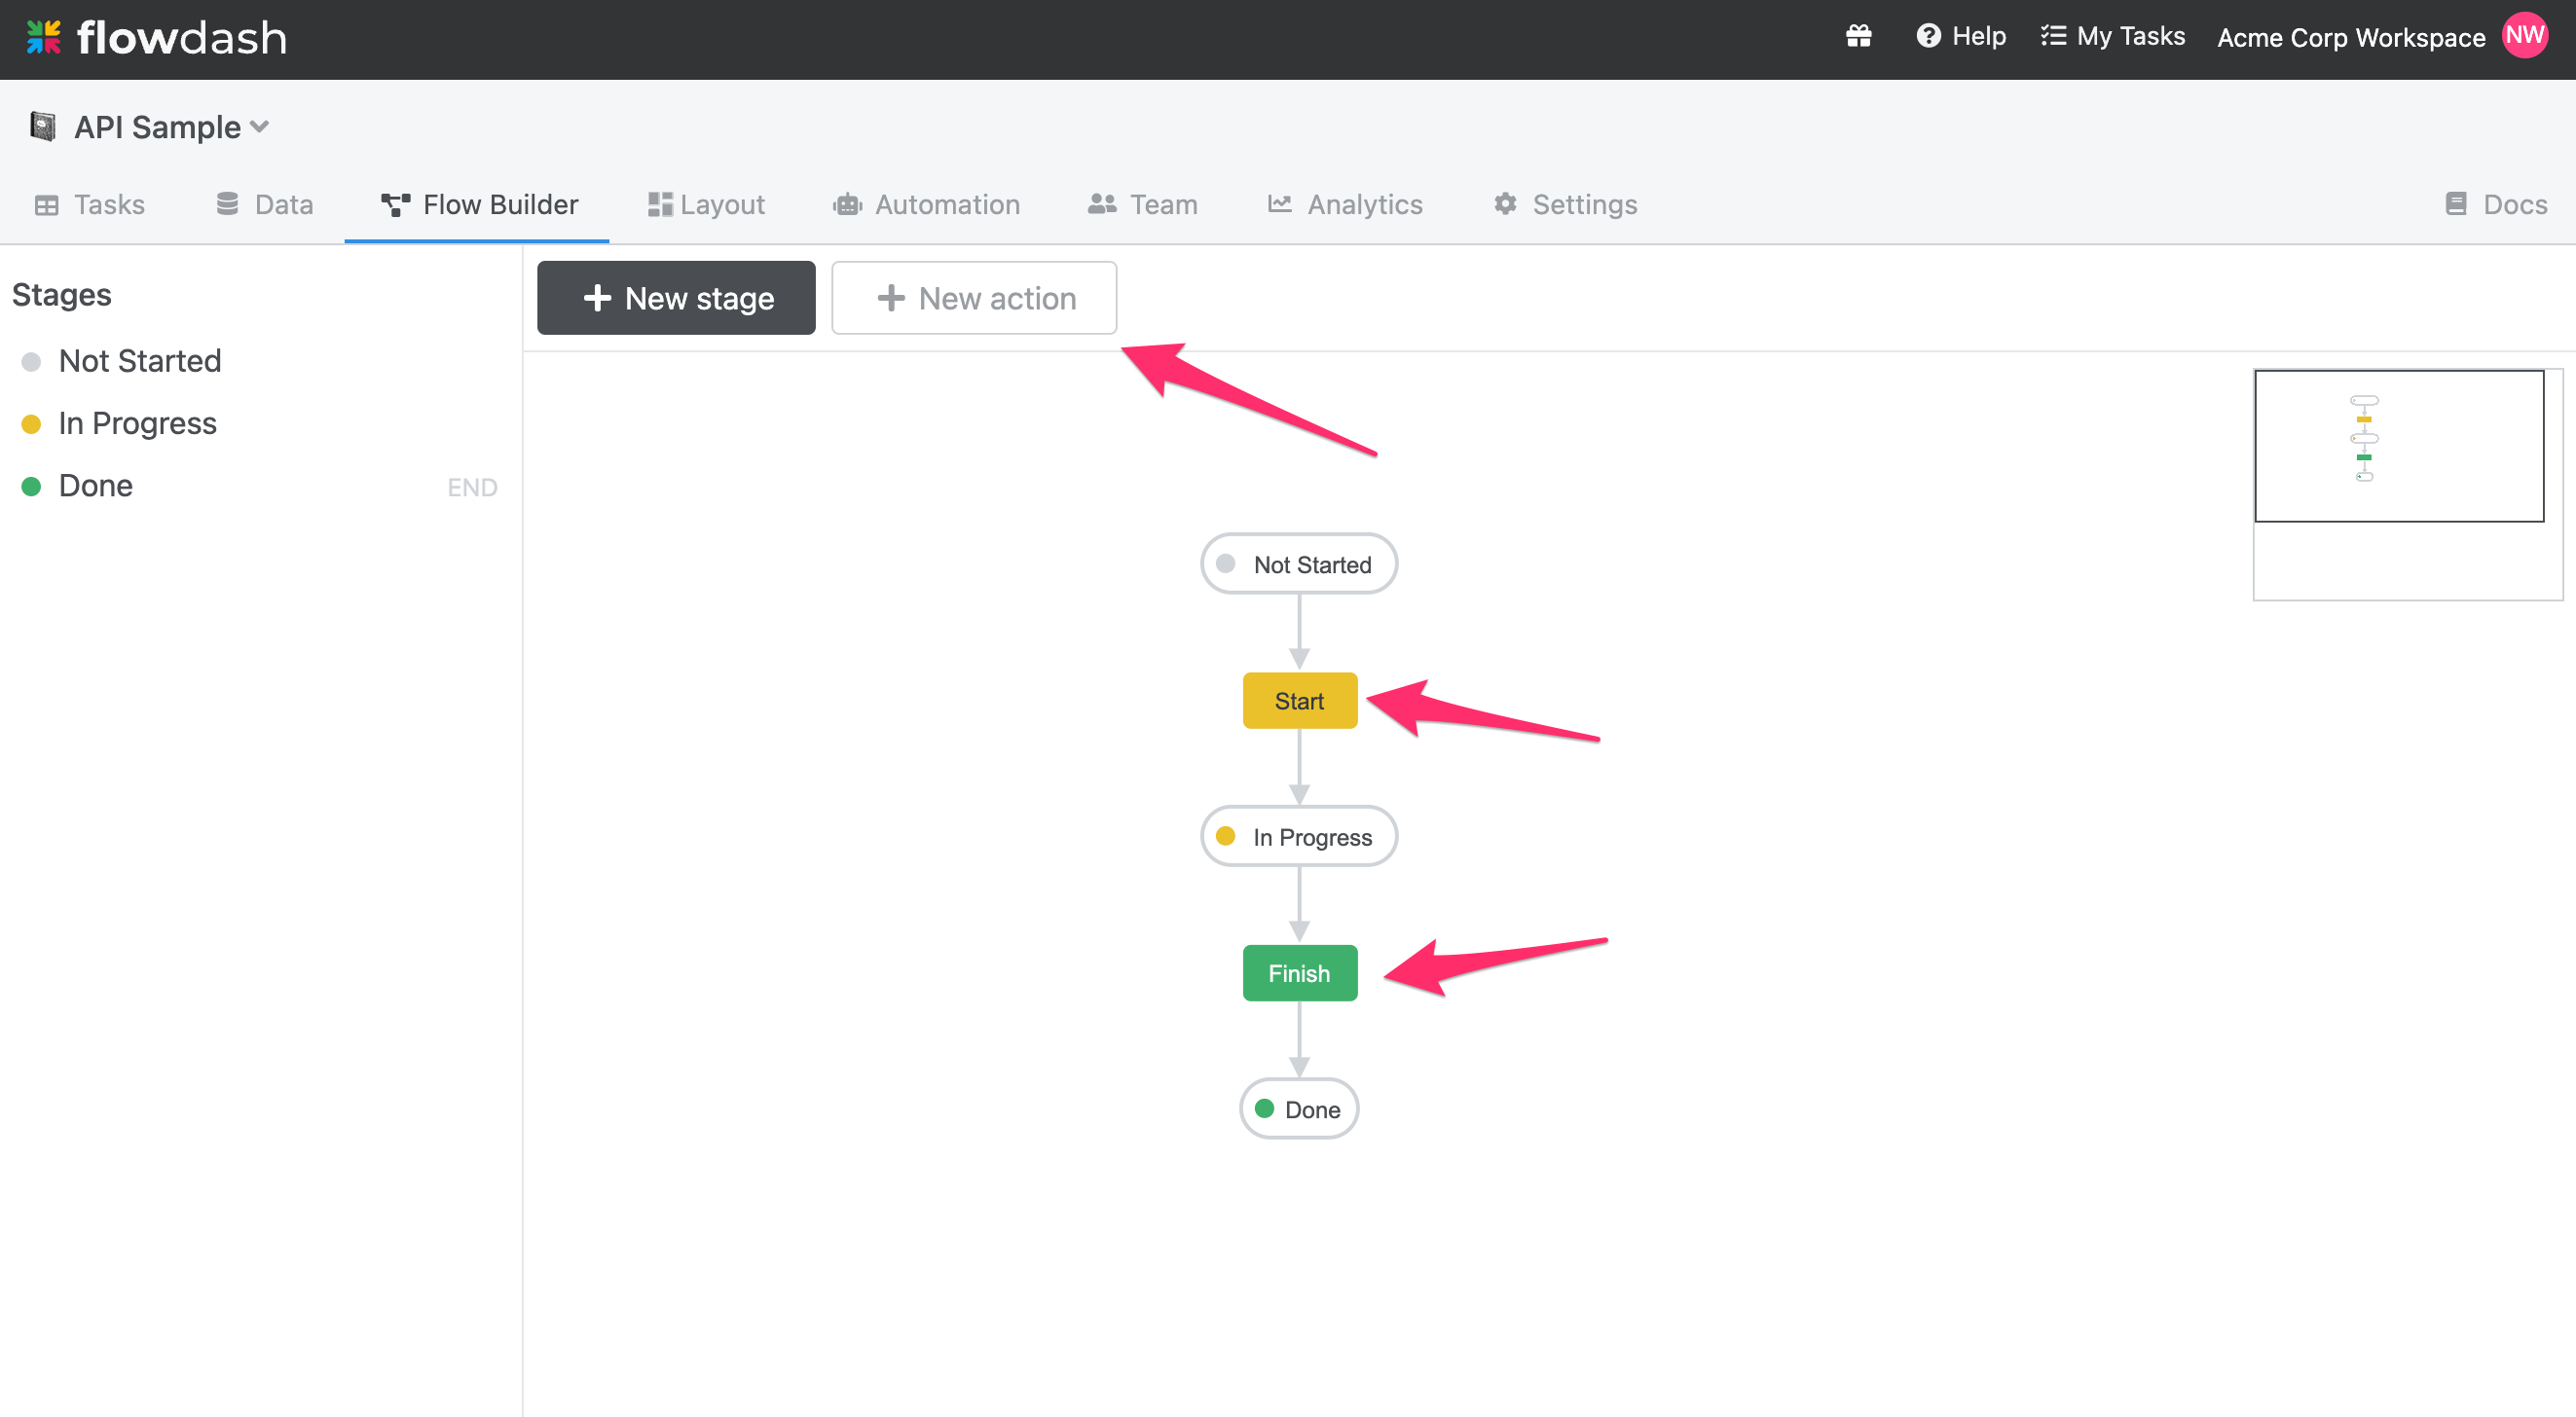 flowdash
Help
My Tasks
Acme Corp Workspace
NW
API Sample
Tasks
Data
Flow Builder
Layout
Automation
Team
Analytics
Settings
Docs
Stages
+ New stage
+ New action
Not Started
In Progress
Done
END
Not Started
Start
In Progress
Finish
Done